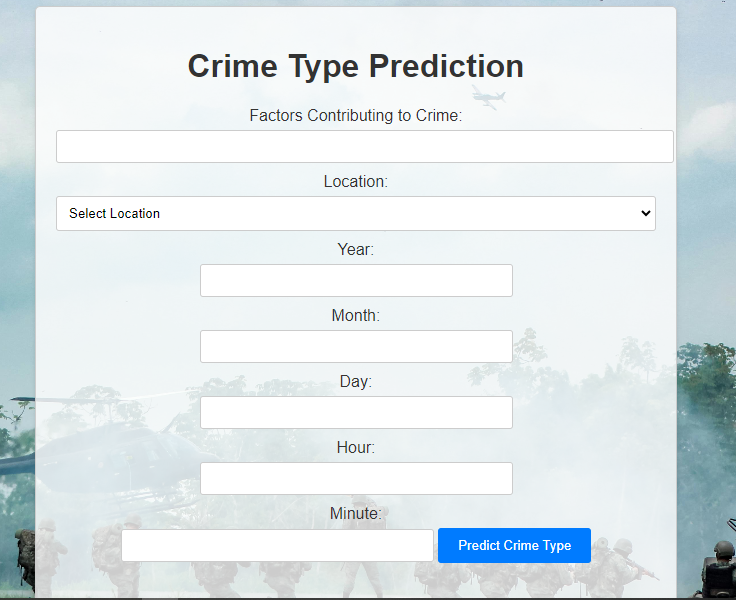 Crime Type Prediction
Factors Contributing to Crime:
Location:
Select Location
Year:
Month:
Day:
Hour:
Minute:
Predict Crime Type